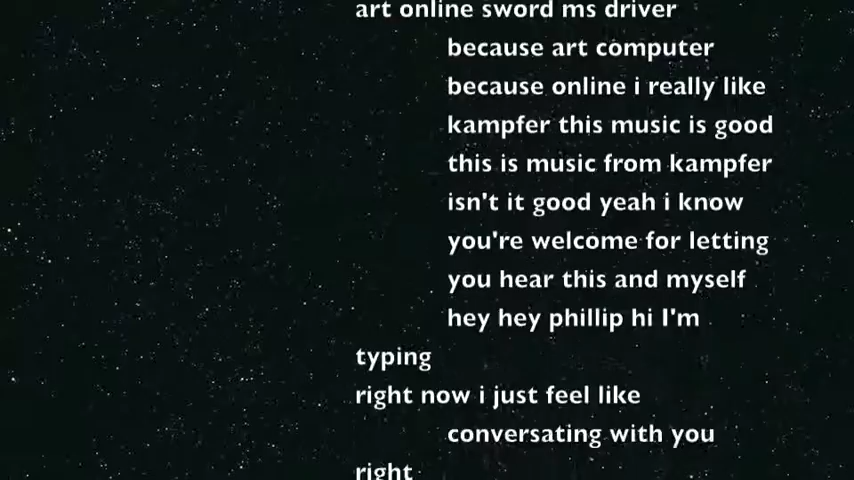 art online sword ms driver
because art computer
because online i really like
kampfer this music is good
this is music from kampfer
isn't it good yeah i know
you're welcome for letting
you hear this and myself
hey hey phillip hi I'm
typing
right now i just feel like
conversating with you
right